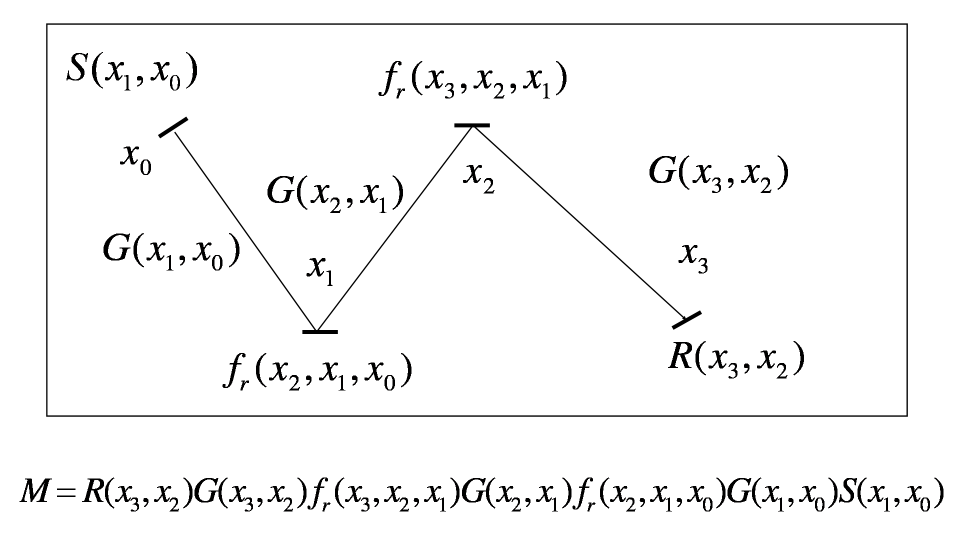 S(x₁,x₀)
fᵣ(x₃,x₂,x₁)
x₀
x₂
G(x₃,x₂)
G(x₂,x₁)
G(x₁,x₀)
x₁
x₃
fᵣ(x₂,x₁,x₀)
R(x₃,x₂)
M=R(x₃,x₂)G(x₃,x₂)fᵣ(x₃,x₂,x₁)G(x₂,x₁)fᵣ(x₂,x₁,x₀)G(x₁,x₀)S(x₁,x₀)